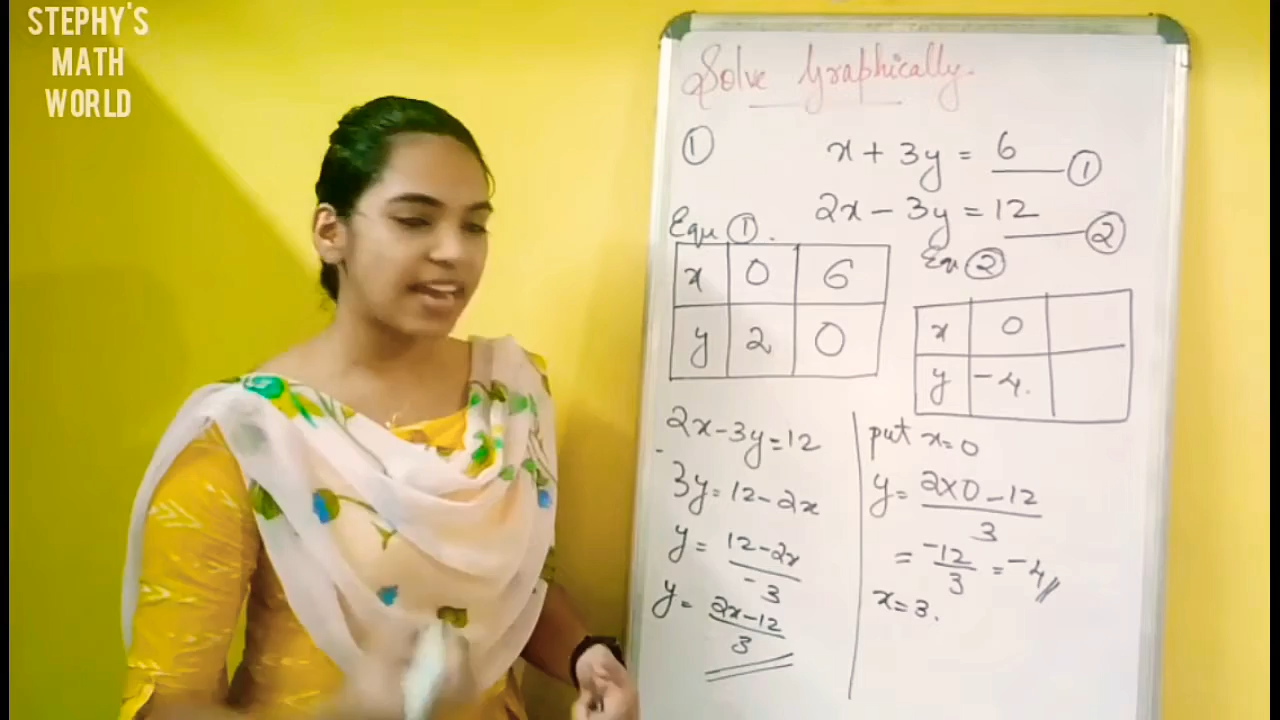 STEPHY'S
MATH
WORLD
Solve Graphically.
① x + 3y = 6 ①
2x - 3y = 12 ②
Equ ①.
x 0 6
y 2 0
Equ ②
x 0
y -4.
2x-3y=12
-3y=12-2x
y = 12-2x / -3
y = 2x-12 / 3
put x=0
y = 2x0-12 / 3
= -12/3 = -4//
x=3.